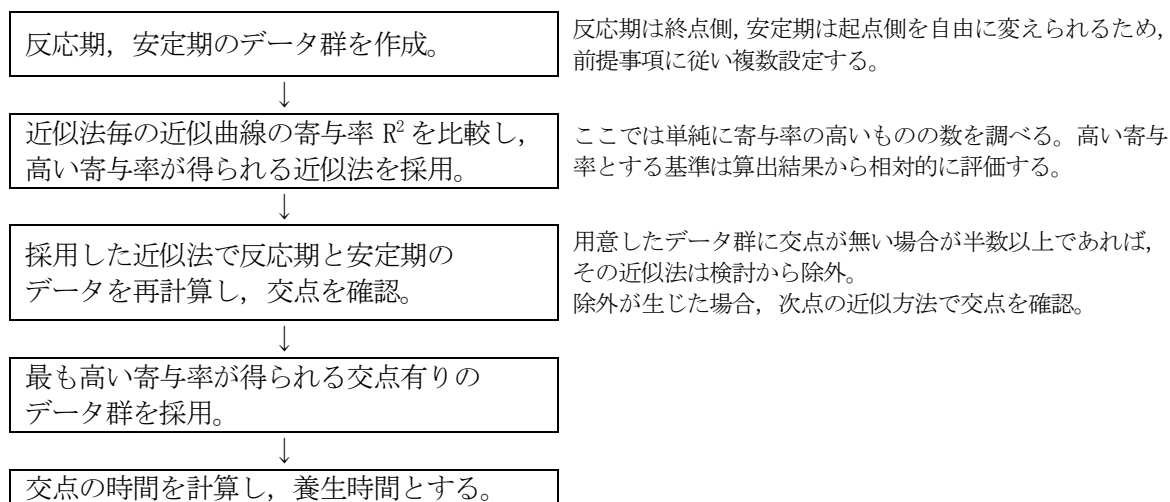 反応期，安定期のデータ群を作成。
反応期は終点側，安定期は起点側を自由に変えられるため，
前提事項に従い複数設定する。
↓
近似法毎の近似曲線の寄与率 R²を比較し，
高い寄与率が得られる近似法を採用。
ここでは単純に寄与率の高いものの数を調べる。高い寄与
率とする基準は算出結果から相対的に評価する。
↓
採用した近似法で反応期と安定期の
データを再計算し，交点を確認。
用意したデータ群に交点が無い場合が半数以上であれば，
その近似法は検討から除外。
除外が生じた場合，次点の近似方法で交点を確認。
↓
最も高い寄与率が得られる交点有りの
データ群を採用。
↓
交点の時間を計算し，養生時間とする。